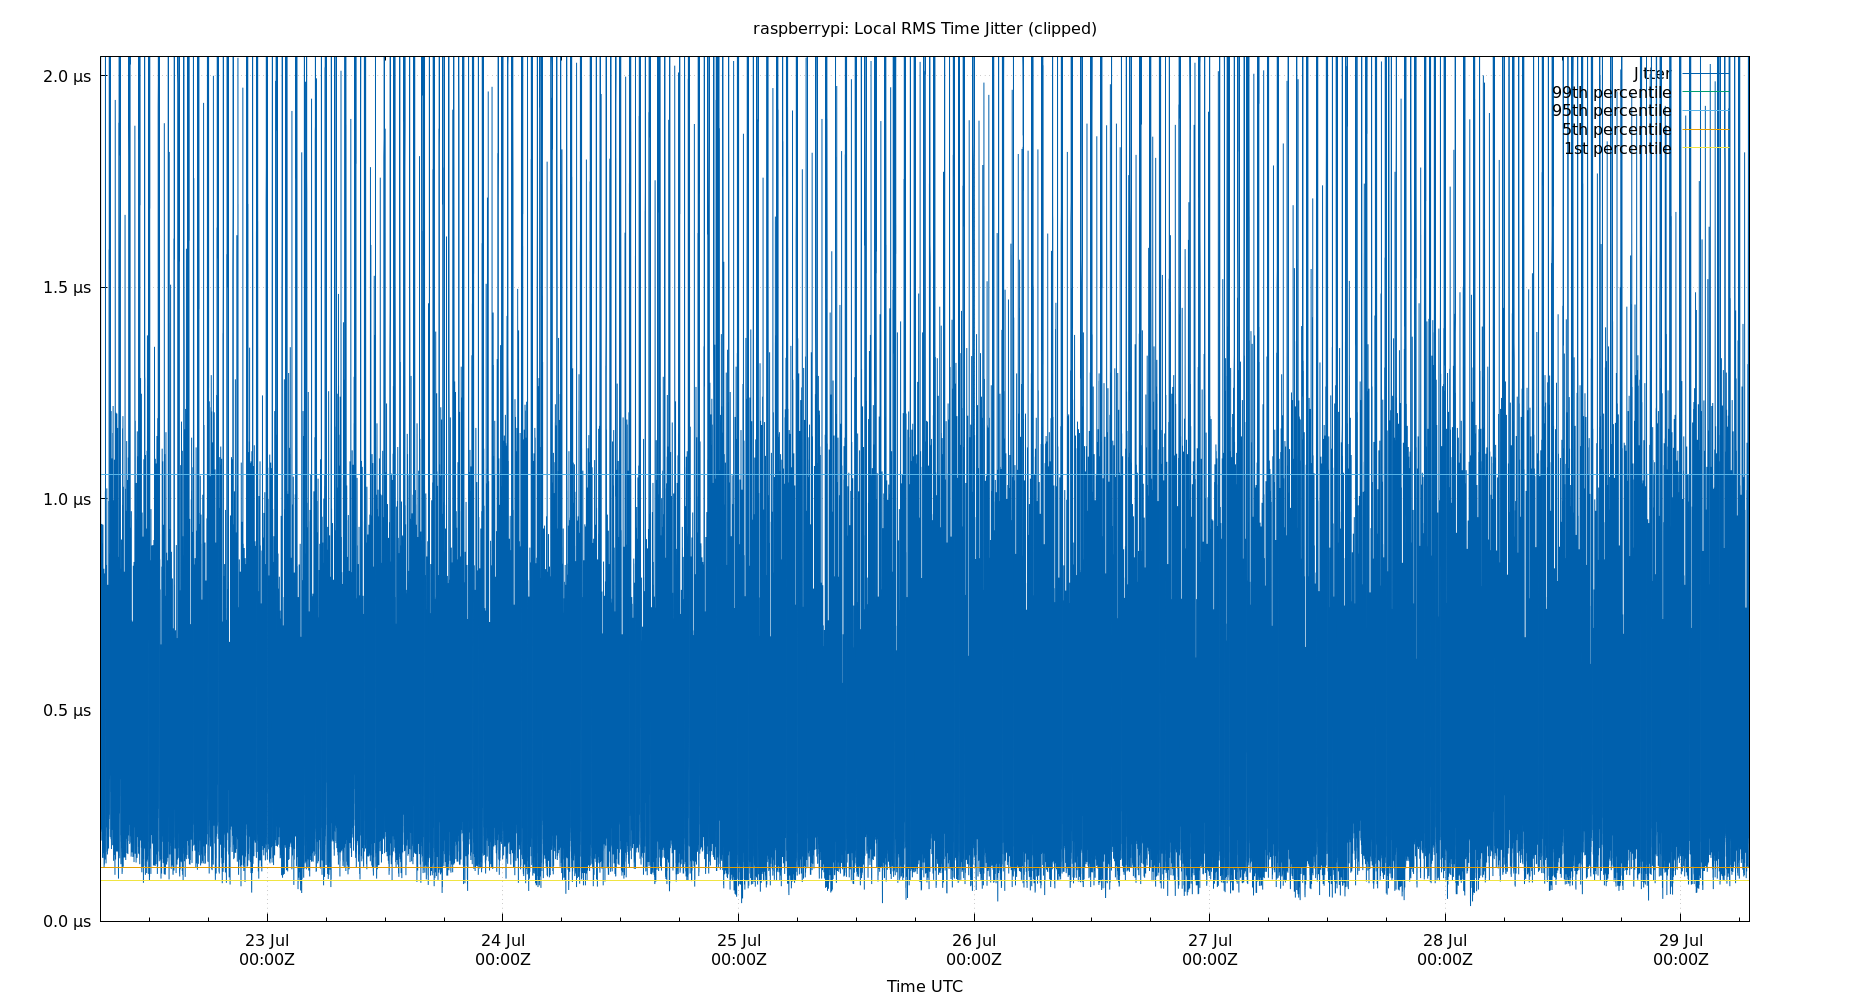 raspberrypi: Local RMS Time Jitter (clipped)
2.0 µs
1.5 µs
1.0 µs
0.5 µs
0.0 µs
Jitter
99th percentile
95th percentile
5th percentile
1st percentile
23 Jul
00:00Z
24 Jul
00:00Z
25 Jul
00:00Z
26 Jul
00:00Z
27 Jul
00:00Z
28 Jul
00:00Z
29 Jul
00:00Z
Time UTC